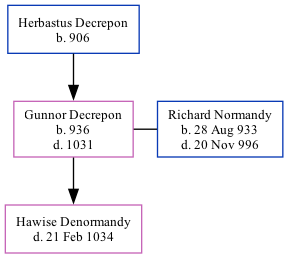 Herbastus Decrepon
b. 906
Gunnor Decrepon
b. 936
d. 1031
Richard Normandy
b. 28 Aug 933
d. 20 Nov 996
Hawise Denormandy
d. 21 Feb 1034